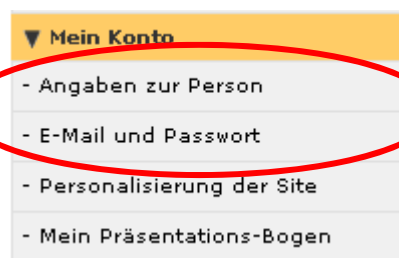 ▼ Mein Konto
- Angaben zur Person
- E-Mail und Passwort
- Personalisierung der Site
- Mein Präsentations-Bogen